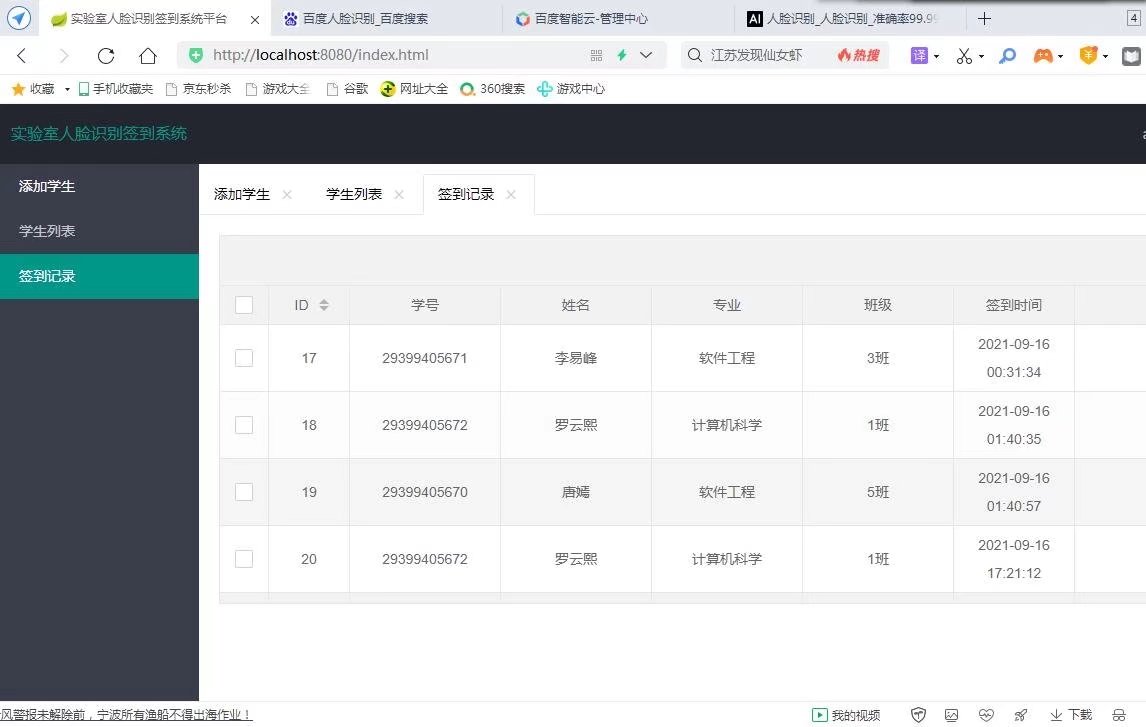 实验室人脸识别签到系统平台
百度人脸识别_百度搜索
百度智能云-管理中心
AI 人脸识别_人脸识别_准确率99.99
4
http://localhost:8080/index.html
江苏发现仙女虾
热搜
译
收藏
手机收藏夹
京东秒杀
游戏大全
谷歌
网址大全
360搜索
游戏中心
实验室人脸识别签到系统
添加学生
学生列表
签到记录
添加学生
学生列表
签到记录
ID 学号 姓名 专业 班级 签到时间
17 29399405671 李易峰 软件工程 3班 2021-09-16 00:31:34
18 29399405672 罗云熙 计算机科学 1班 2021-09-16 01:40:35
19 29399405670 唐嫣 软件工程 5班 2021-09-16 01:40:57
20 29399405672 罗云熙 计算机科学 1班 2021-09-16 17:21:12
风警报未解除前，宁波所有渔船不得出海作业！
我的视频
下载